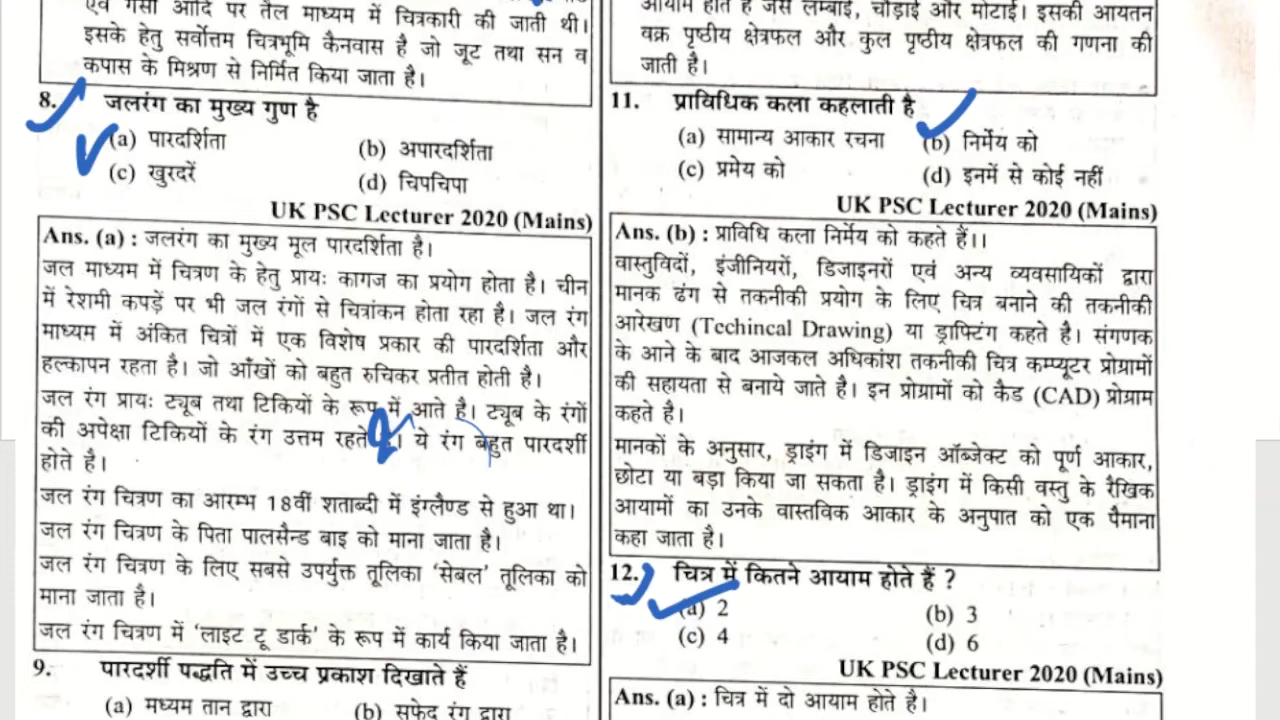 एवं गेसो आदि पर तैल माध्यम में चित्रकारी की जाती थी।
इसके हेतु सर्वोत्तम चित्रभूमि कैनवास है जो जूट तथा सन व
कपास के मिश्रण से निर्मित किया जाता है।
8. जलरंग का मुख्य गुण है
(a) पारदर्शिता (b) अपारदर्शिता
(c) खुरदरें (d) चिपचिपा
UK PSC Lecturer 2020 (Mains)
Ans. (a) : जलरंग का मुख्य मूल पारदर्शिता है।
जल माध्यम में चित्रण के हेतु प्रायः कागज का प्रयोग होता है। चीन
में रेशमी कपड़ें पर भी जल रंगों से चित्रांकन होता रहा है। जल रंग
माध्यम में अंकित चित्रों में एक विशेष प्रकार की पारदर्शिता और
हल्कापन रहता है। जो आँखों को बहुत रुचिकर प्रतीत होती है।
जल रंग प्रायः ट्यूब तथा टिकियों के रूप में आते है। ट्यूब के रंगों
की अपेक्षा टिकियों के रंग उत्तम रहते । ये रंग बहुत पारदर्शी
होते है।
जल रंग चित्रण का आरम्भ 18वीं शताब्दी में इंग्लैण्ड से हुआ था।
जल रंग चित्रण के पिता पालसैन्ड बाइ को माना जाता है।
जल रंग चित्रण के लिए सबसे उपर्युक्त तूलिका ‘सेबल’ तूलिका को
माना जाता है।
जल रंग चित्रण में ‘लाइट टू डार्क’ के रूप में कार्य किया जाता है।
9. पारदर्शी पद्धति में उच्च प्रकाश दिखाते हैं
(a) मध्यम तान द्वारा (b) सफेद रंग द्वारा
आयाम होते है जैसे लम्बाई, चौड़ाई और मोटाई। इसकी आयतन
वक्र पृष्ठीय क्षेत्रफल और कुल पृष्ठीय क्षेत्रफल की गणना की
जाती है।
11. प्राविधिक कला कहलाती है
(a) सामान्य आकार रचना (b) निर्मेय को
(c) प्रमेय को (d) इनमें से कोई नहीं
UK PSC Lecturer 2020 (Mains)
Ans. (b) : प्राविधि कला निर्मेय को कहते हैं।।
वास्तुविदों, इंजीनियरों, डिजाइनरों एवं अन्य व्यवसायिकों द्वारा
मानक ढंग से तकनीकी प्रयोग के लिए चित्र बनाने की तकनीकी
आरेखण (Techincal Drawing) या ड्राफ्टिंग कहते है। संगणक
के आने के बाद आजकल अधिकांश तकनीकी चित्र कम्प्यूटर प्रोग्रामों
की सहायता से बनाये जाते है। इन प्रोग्रामों को कैड (CAD) प्रोग्राम
कहते है।
मानकों के अनुसार, ड्राइंग में डिजाइन ऑब्जेक्ट को पूर्ण आकार,
छोटा या बड़ा किया जा सकता है। ड्राइंग में किसी वस्तु के रैखिक
आयामों का उनके वास्तविक आकार के अनुपात को एक पैमाना
कहा जाता है।
12. चित्र में कितने आयाम होते हैं ?
(a) 2 (b) 3
(c) 4 (d) 6
UK PSC Lecturer 2020 (Mains)
Ans. (a) : चित्र में दो आयाम होते है।